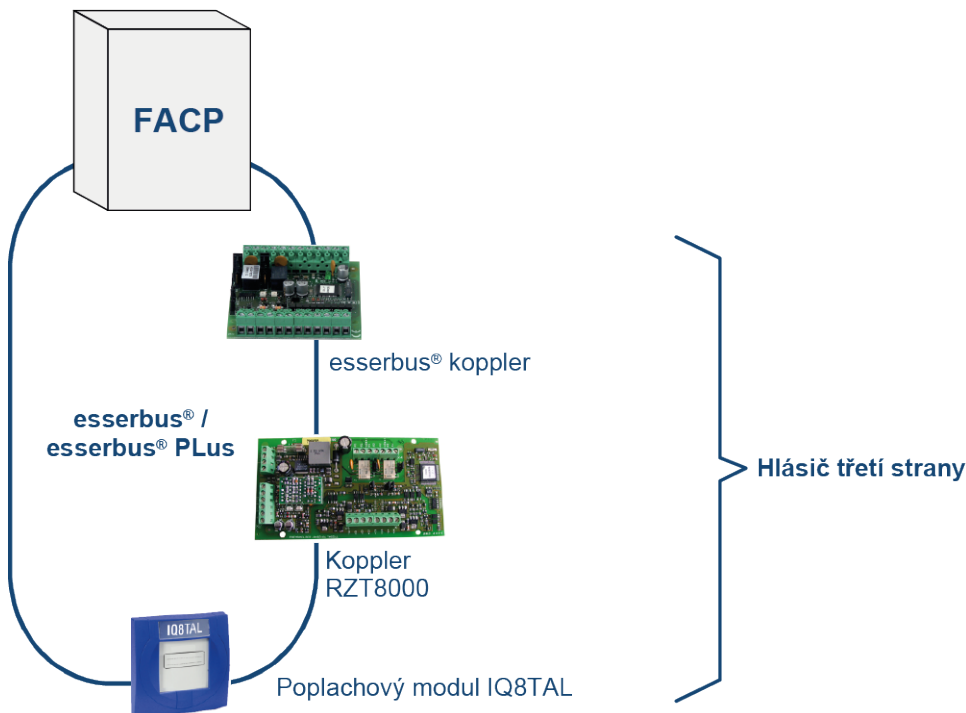 FACP
esserbus® koppler
esserbus® /
esserbus® PLus
Hlásič třetí strany
Koppler
RZT8000
IQ8TAL
Poplachový modul IQ8TAL